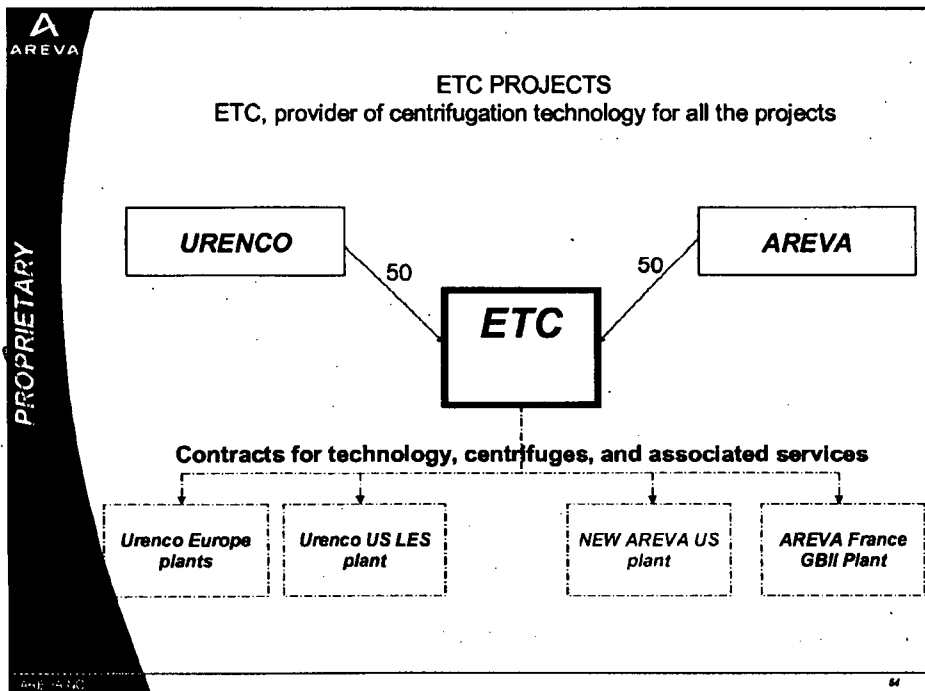 AREVA
ETC PROJECTS
ETC, provider of centrifugation technology for all the projects
PROPRIETARY
URENCO
AREVA
50
50
ETC
Contracts for technology, centrifuges, and associated services
Urenco Europe
plants
Urenco US LES
plant
NEW AREVA US
plant
AREVA France
GBII Plant
64